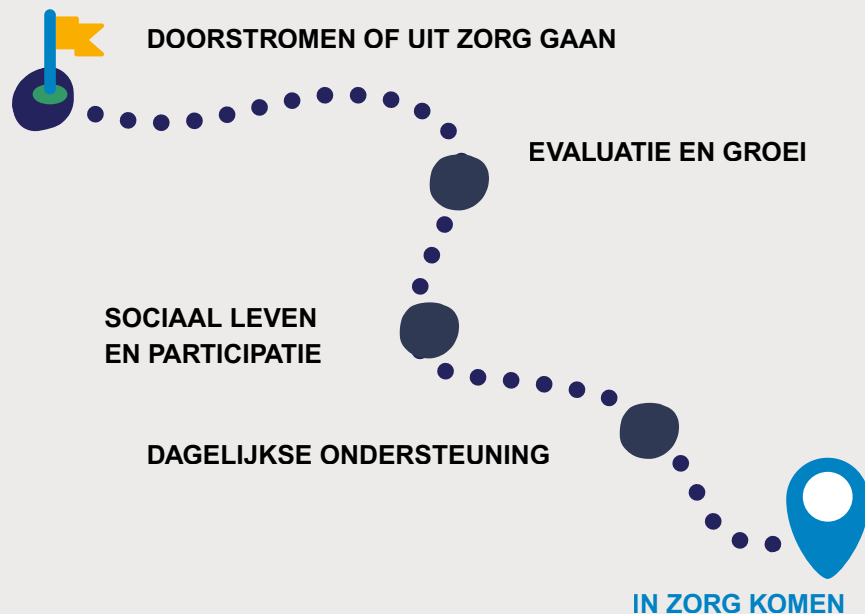 DOORSTROMEN OF UIT ZORG GAAN
EVALUATIE EN GROEI
SOCIAAL LEVEN
EN PARTICIPATIE
DAGELIJKSE ONDERSTEUNING
IN ZORG KOMEN